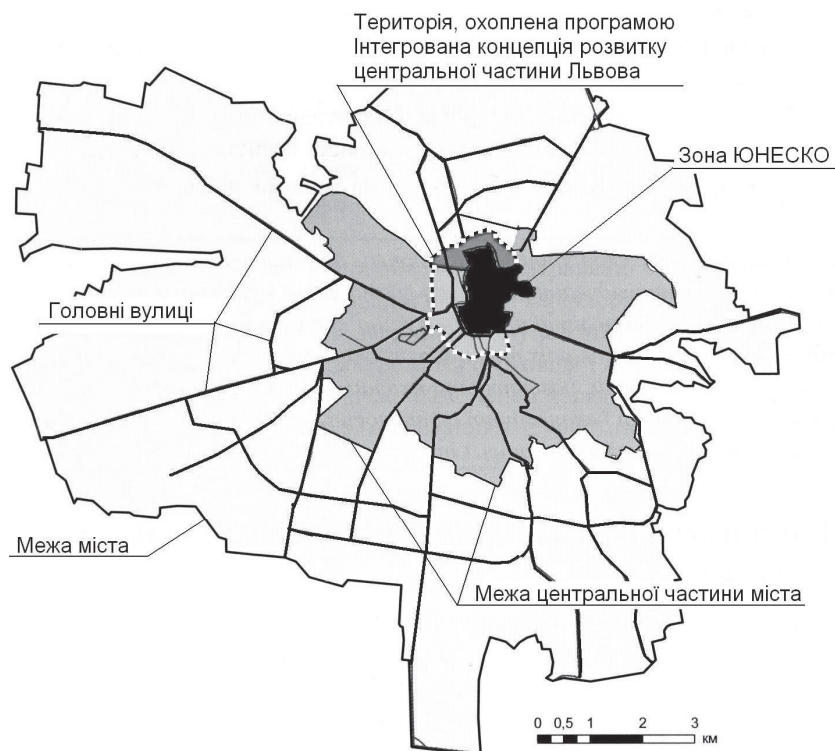 Територія, охоплена програмою
Інтегрована концепція розвитку
центральної частини Львова
Зона ЮНЕСКО
Головні вулиці
Межа міста
Межа центральної частини міста
0 0,5 1 2 3
км